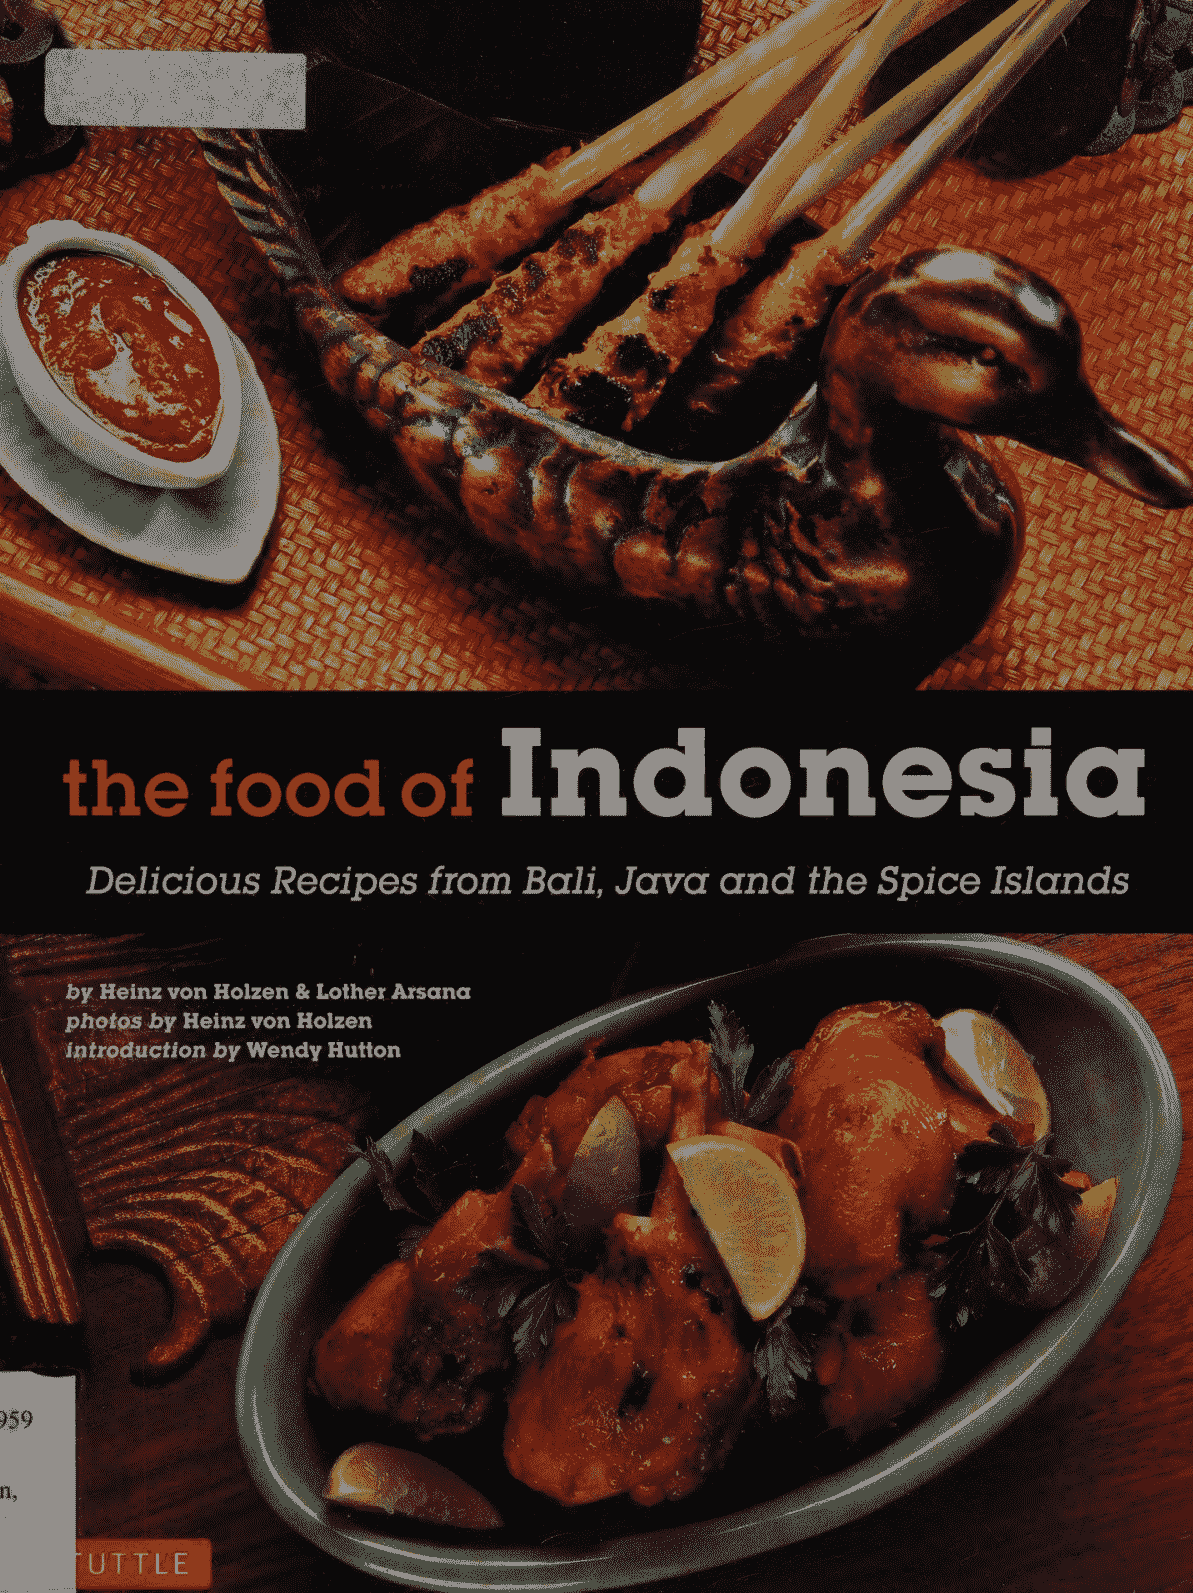 the food of Indonesia
Delicious Recipes from Bali, Java and the Spice Islands
by Heinz von Holzen & Lother Arsana
photos by Heinz von Holzen
introduction by Wendy Hutton
959
n,
TUTTLE